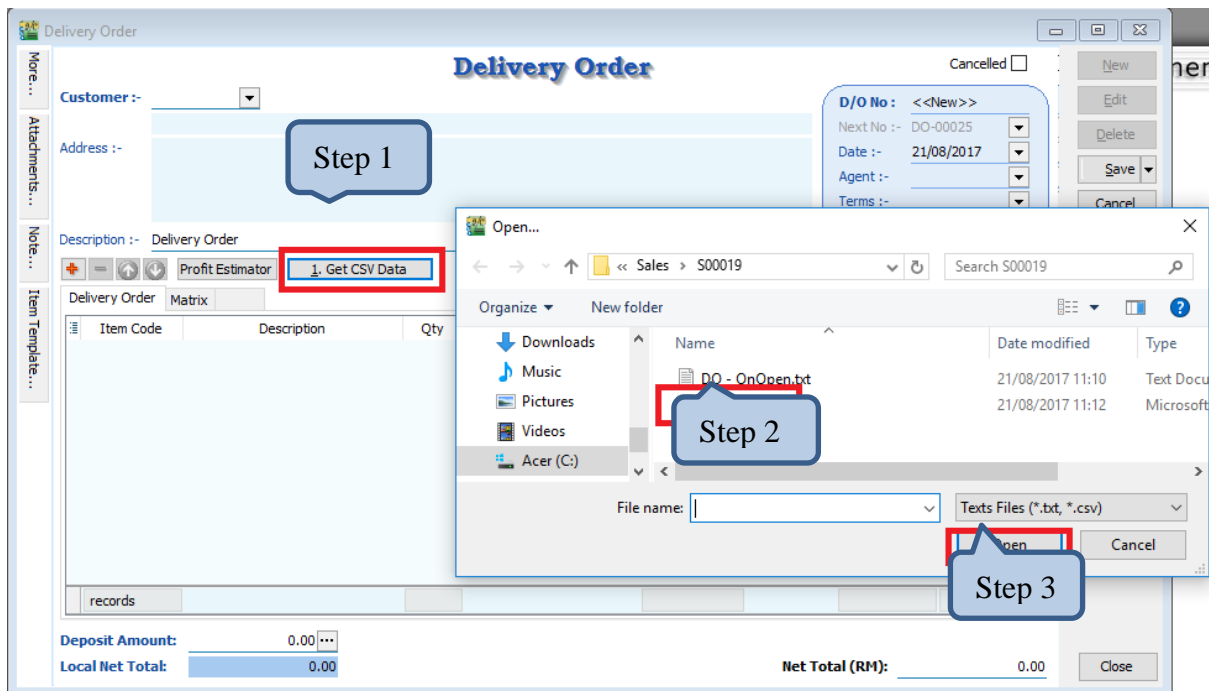 Delivery Order
Delivery Order
Cancelled
New
Edit
Delete
Save
Cancel
Close
More...
Attachments...
Note...
Item Template...
Customer :-
Address :-
D/O No : <<New>>
Next No :- DO-00025
Date :- 21/08/2017
Agent :-
Terms :-
Step 1
Description :- Delivery Order
Profit Estimator
1. Get CSV Data
Delivery Order Matrix
Item Code Description Qty
records
Deposit Amount: 0.00
Local Net Total: 0.00
Net Total (RM): 0.00
Open...
« Sales > S00019
Search S00019
Organize New folder
Downloads
Music
Pictures
Videos
Acer (C:)
Name Date modified Type
DO - OnOpen.txt 21/08/2017 11:10 Text Docu
21/08/2017 11:12 Microsoft
Step 2
File name: Texts Files (*.txt, *.csv)
Open Cancel
Step 3